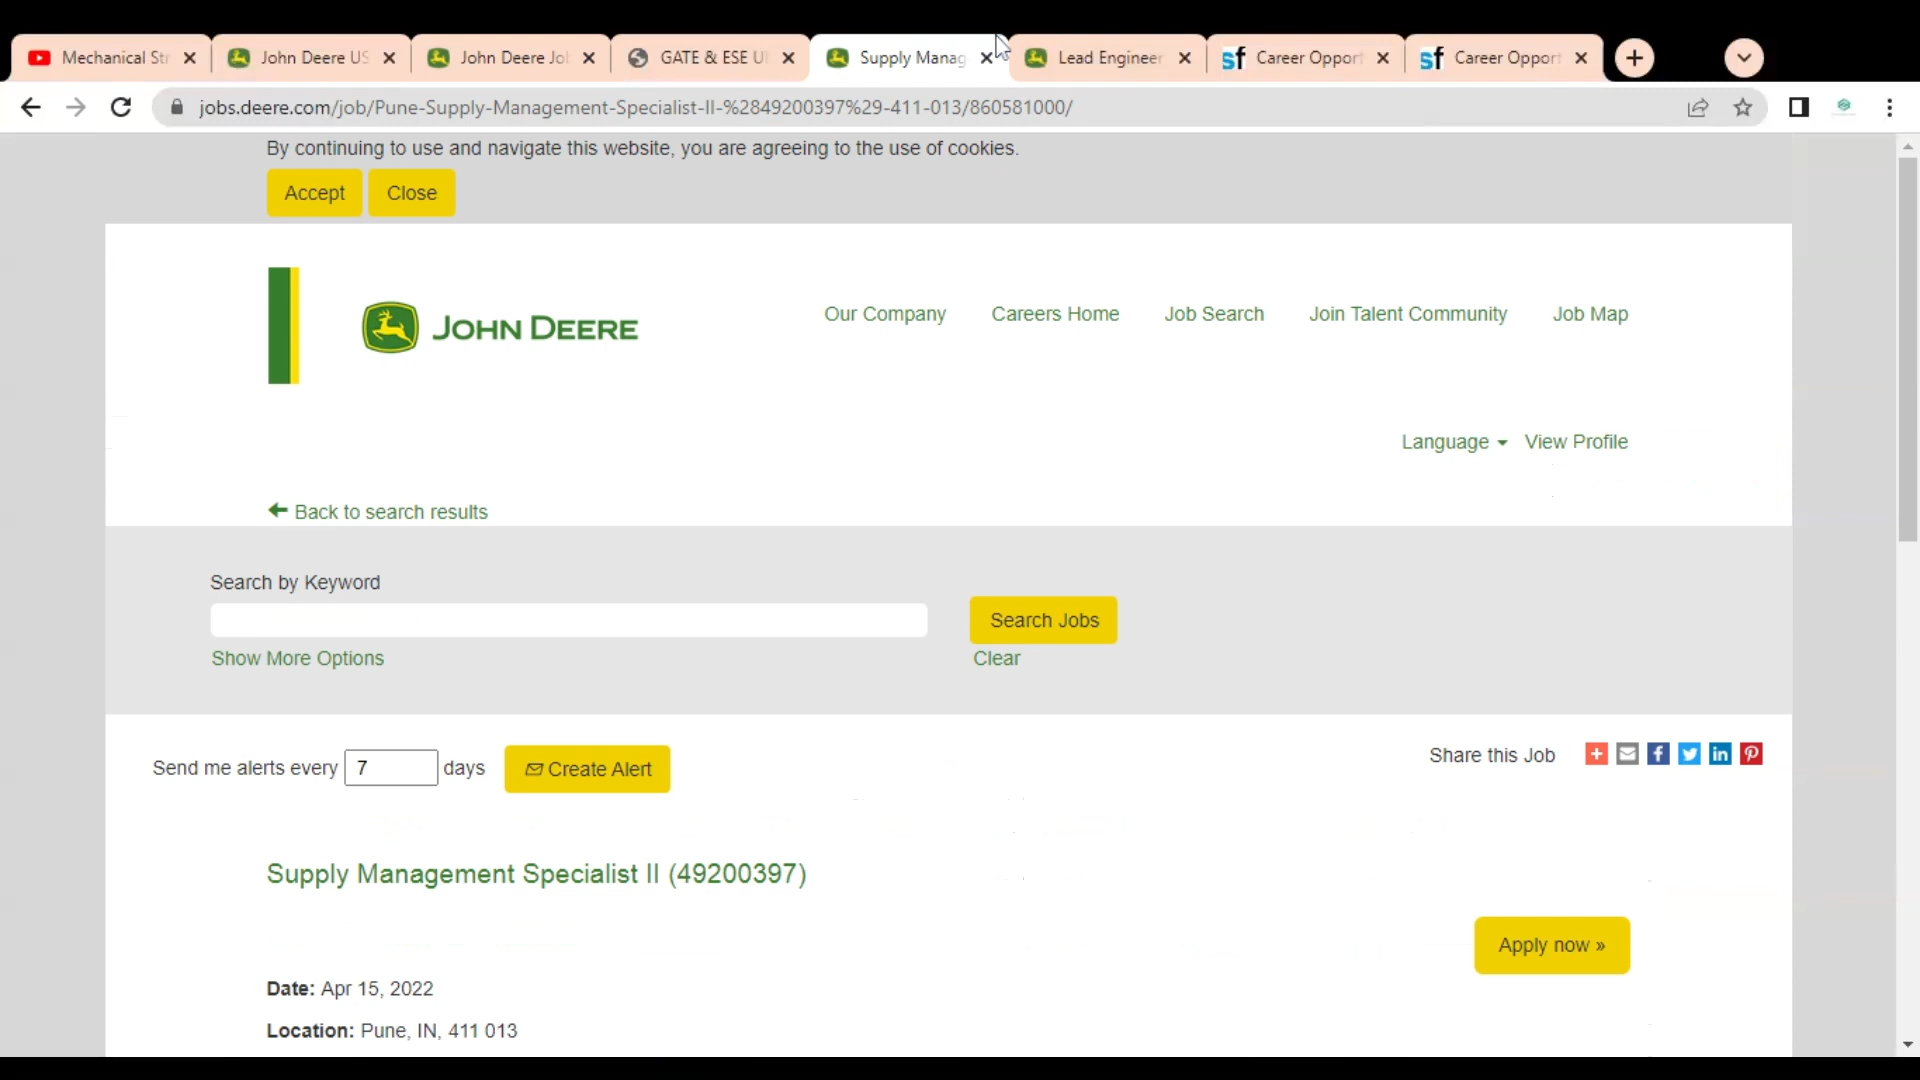 Mechanical Str
John Deere US
John Deere Jol
GATE & ESE U
Supply Manag
Lead Engineer
Career Opport
Career Opport
jobs.deere.com/job/Pune-Supply-Management-Specialist-II-%2849200397%29-411-013/860581000/
By continuing to use and navigate this website, you are agreeing to the use of cookies.
Accept Close
JOHN DEERE
Our Company Careers Home Job Search Join Talent Community Job Map
Language View Profile
Back to search results
Search by Keyword
Search Jobs
Show More Options Clear
Send me alerts every 7 days Create Alert
Share this Job
Supply Management Specialist II (49200397)
Apply now »
Date: Apr 15, 2022
Location: Pune, IN, 411 013